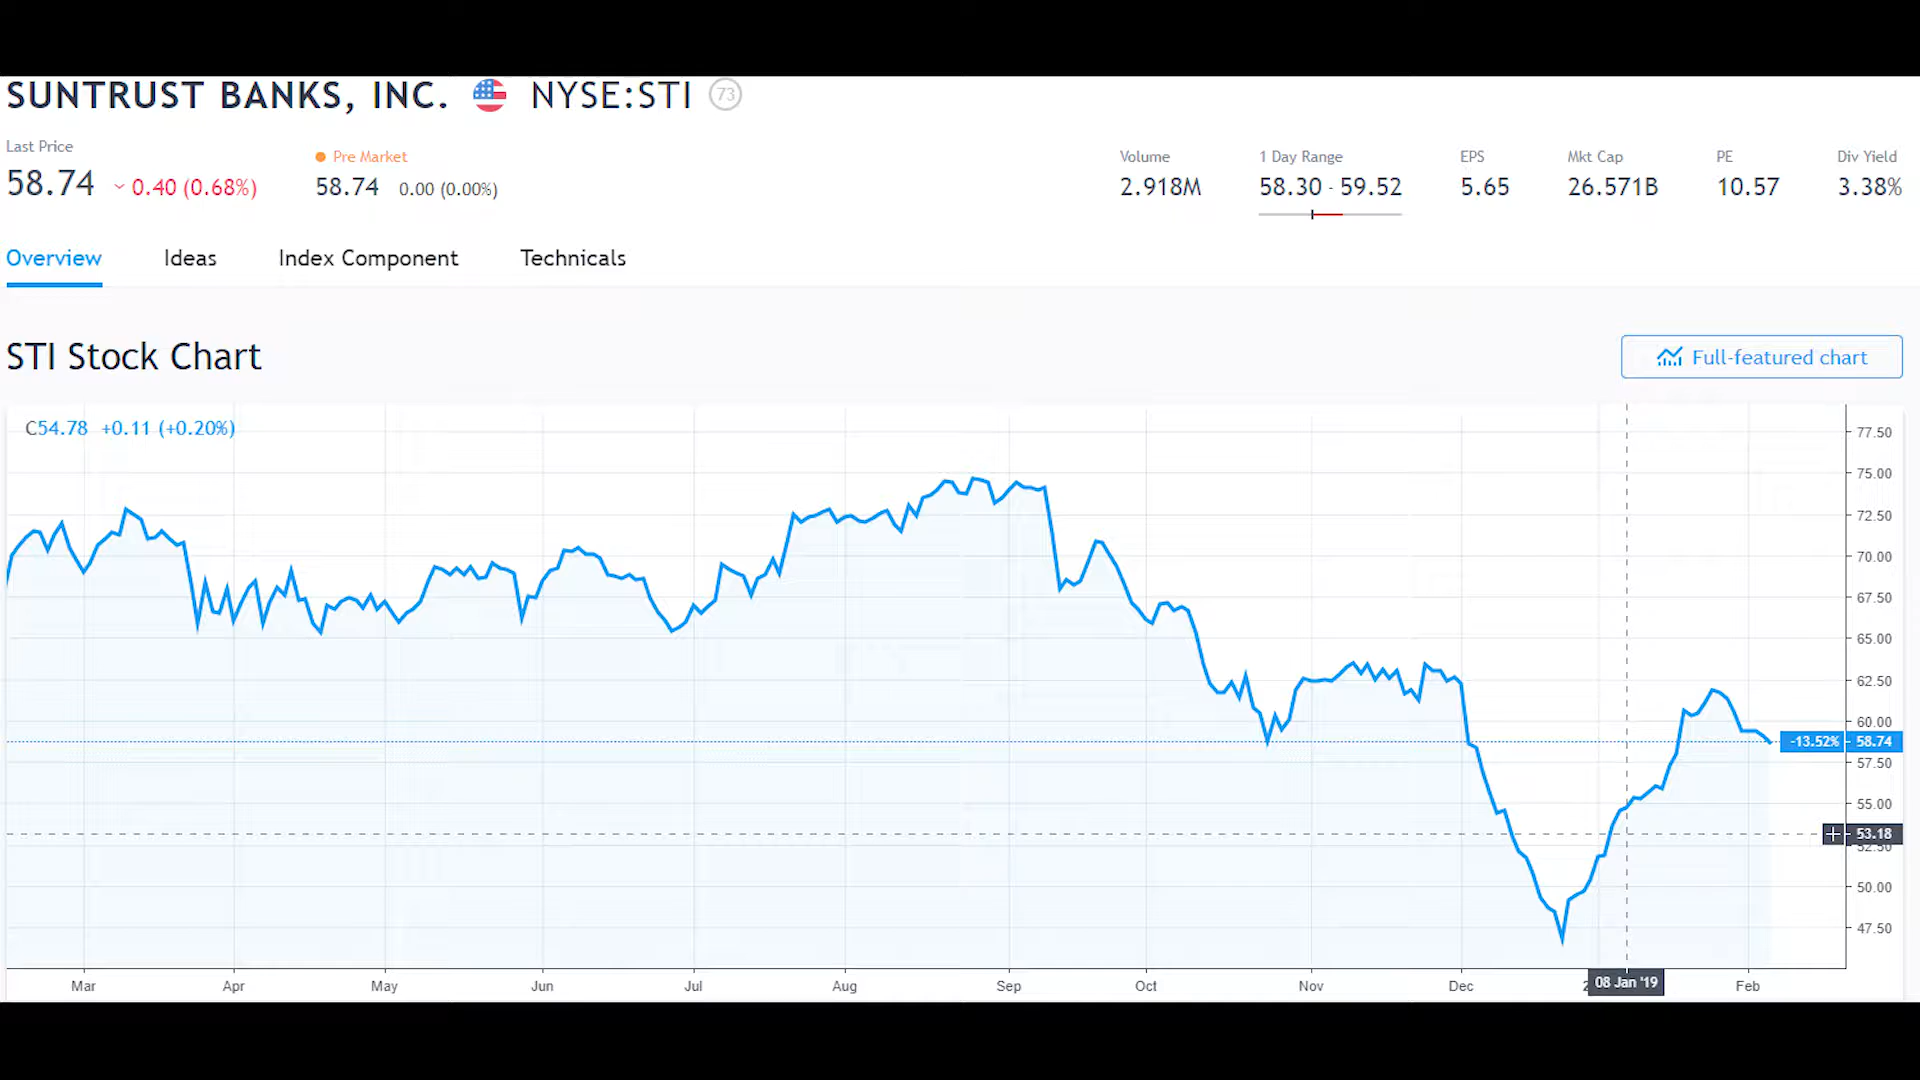 SUNTRUST BANKS, INC. NYSE:STI 73
Last Price
58.74 0.40 (0.68%)
Pre Market
58.74 0.00 (0.00%)
Volume 1 Day Range EPS Mkt Cap PE Div Yield
2.918M 58.30 - 59.52 5.65 26.571B 10.57 3.38%
Overview Ideas Index Component Technicals
STI Stock Chart
Full-featured chart
C54.78 +0.11 (+0.20%)
77.50
75.00
72.50
70.00
67.50
65.00
62.50
60.00
-13.52% 58.74
57.50
55.00
53.18
52.50
50.00
47.50
Mar Apr May Jun Jul Aug Sep Oct Nov Dec 08 Jan '19 Feb